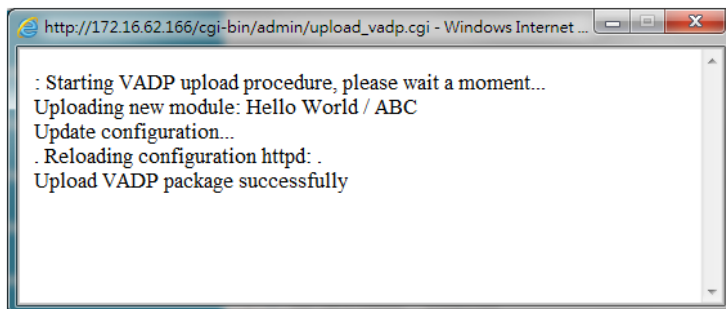 http://172.16.62.166/cgi-bin/admin/upload_vadp.cgi - Windows Internet ...
: Starting VADP upload procedure, please wait a moment...
Uploading new module: Hello World / ABC
Update configuration...
. Reloading configuration httpd: .
Upload VADP package successfully